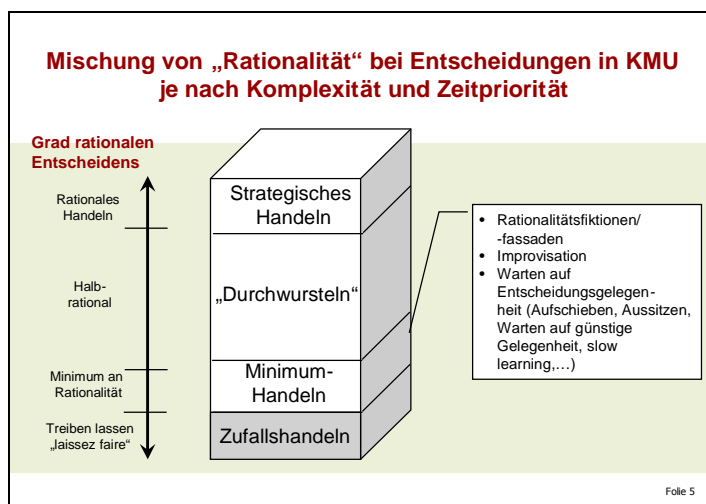 Mischung von „Rationalität“ bei Entscheidungen in KMU
je nach Komplexität und Zeitpriorität
Grad rationalen
Entscheidens
Rationales
Handeln
Halb-
rational
Minimum an
Rationalität
Treiben lassen
„laissez faire“
Strategisches
Handeln
„Durchwursteln“
Minimum-
Handeln
Zufallshandeln
• Rationalitätsfiktionen/
-fassaden
• Improvisation
• Warten auf
Entscheidungsgelegen-
heit (Aufschieben, Aussitzen,
Warten auf günstige
Gelegenheit, slow
learning,…)
Folie 5